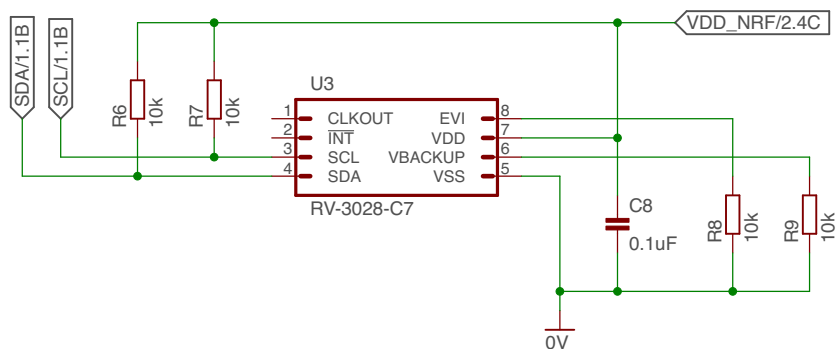 VDD_NRF/2.4C
SDA/1.1B
SCL/1.1B
R6
10k
R7
10k
U3
1 CLKOUT EVI 8
2 INT VDD 7
3 SCL VBACKUP 6
4 SDA VSS 5
RV-3028-C7
C8
0.1uF
R8
10k
R9
10k
0V